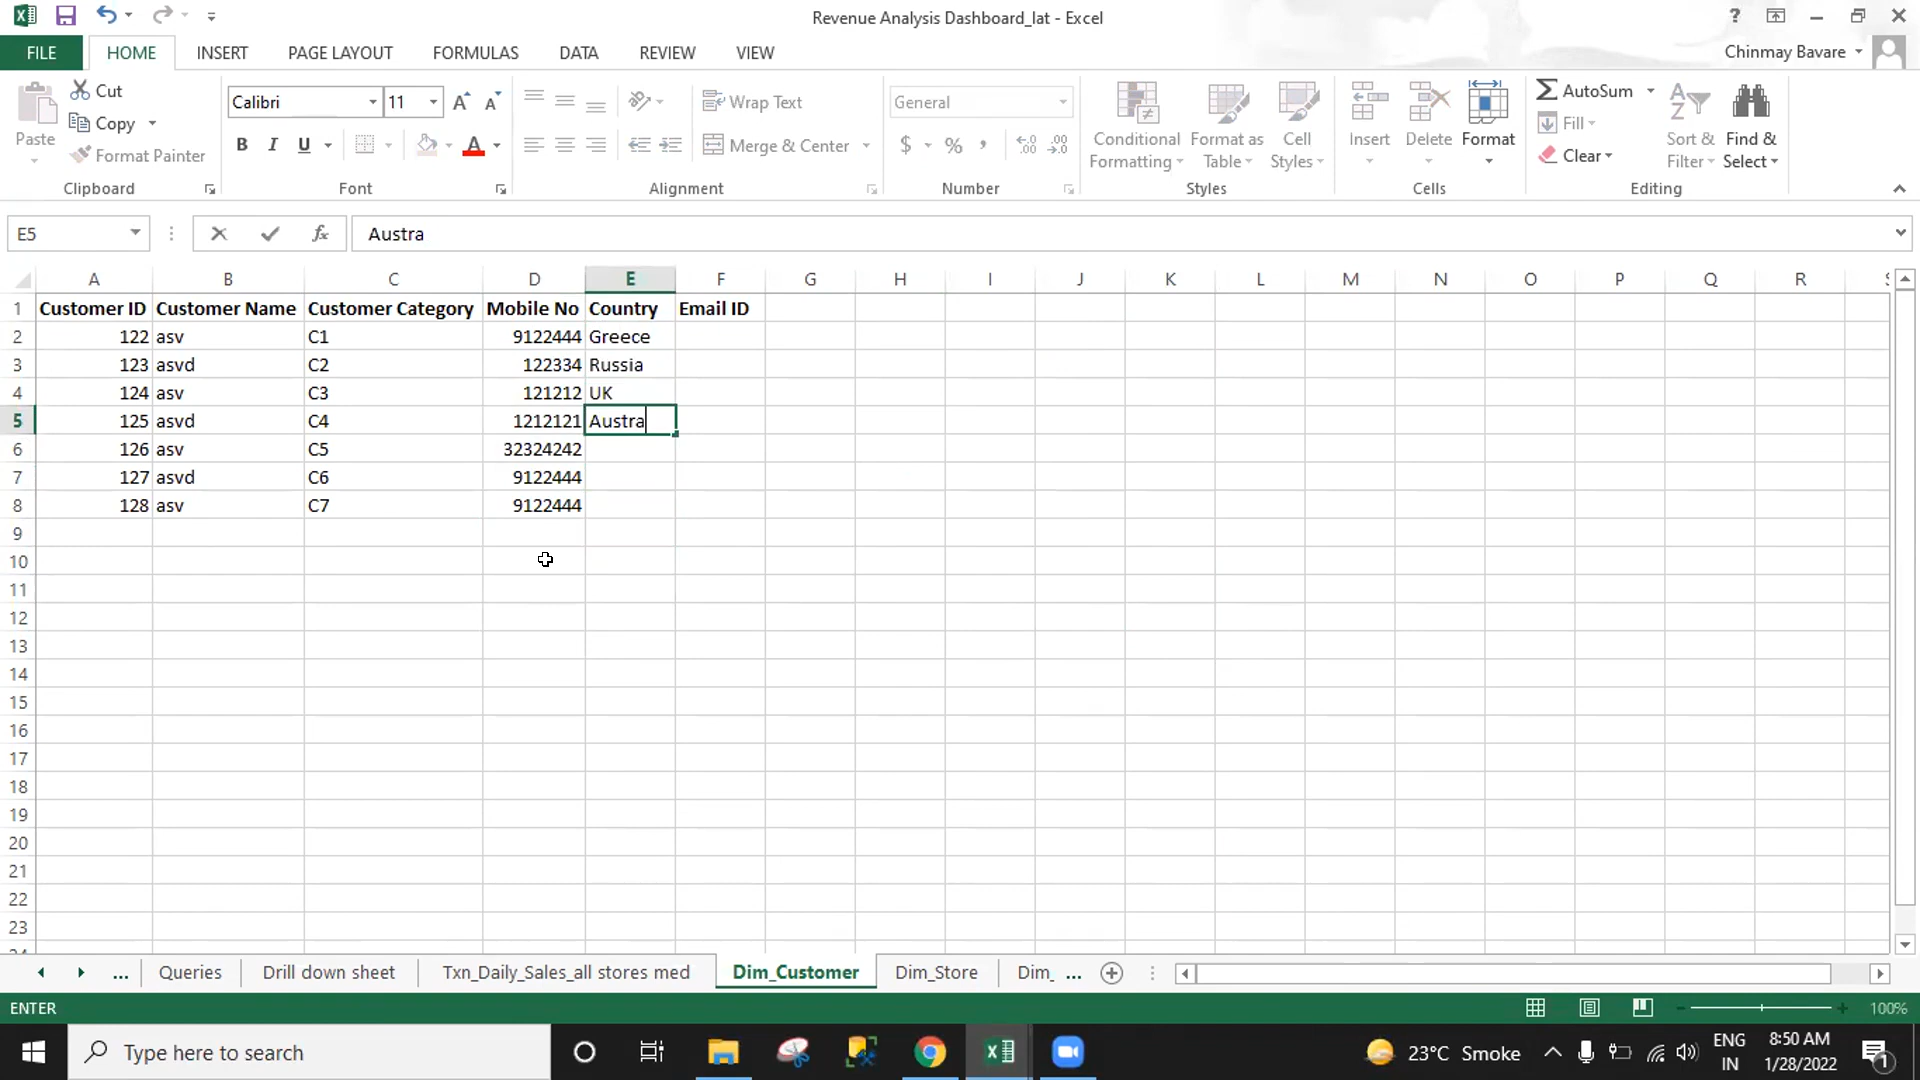 Revenue Analysis Dashboard_lat - Excel
?
FILE HOME INSERT PAGE LAYOUT FORMULAS DATA REVIEW VIEW
Chinmay Bavare
Paste
Cut
Copy
Format Painter
Clipboard
Calibri 11
B I U A
Font
Wrap Text
Merge & Center
Alignment
General
$ % ,
Number
Conditional Formatting
Format as Table
Cell Styles
Styles
Insert Delete Format
Cells
AutoSum
Fill
Clear
Sort & Filter
Find & Select
Editing
E5 fx Austra
A B C D E F G H I J K L M N O P Q R
1 Customer ID Customer Name Customer Category Mobile No Country Email ID
2 122 asv C1 9122444 Greece
3 123 asvd C2 122334 Russia
4 124 asv C3 121212 UK
5 125 asvd C4 1212121 Austra
6 126 asv C5 32324242
7 127 asvd C6 9122444
8 128 asv C7 9122444
9
10
11
12
13
14
15
16
17
18
19
20
21
22
23
... Queries Drill down sheet Txn_Daily_Sales_all stores med Dim_Customer Dim_Store Dim_ ...
ENTER 100%
Type here to search
23°C Smoke
ENG
IN
8:50 AM
1/28/2022
1